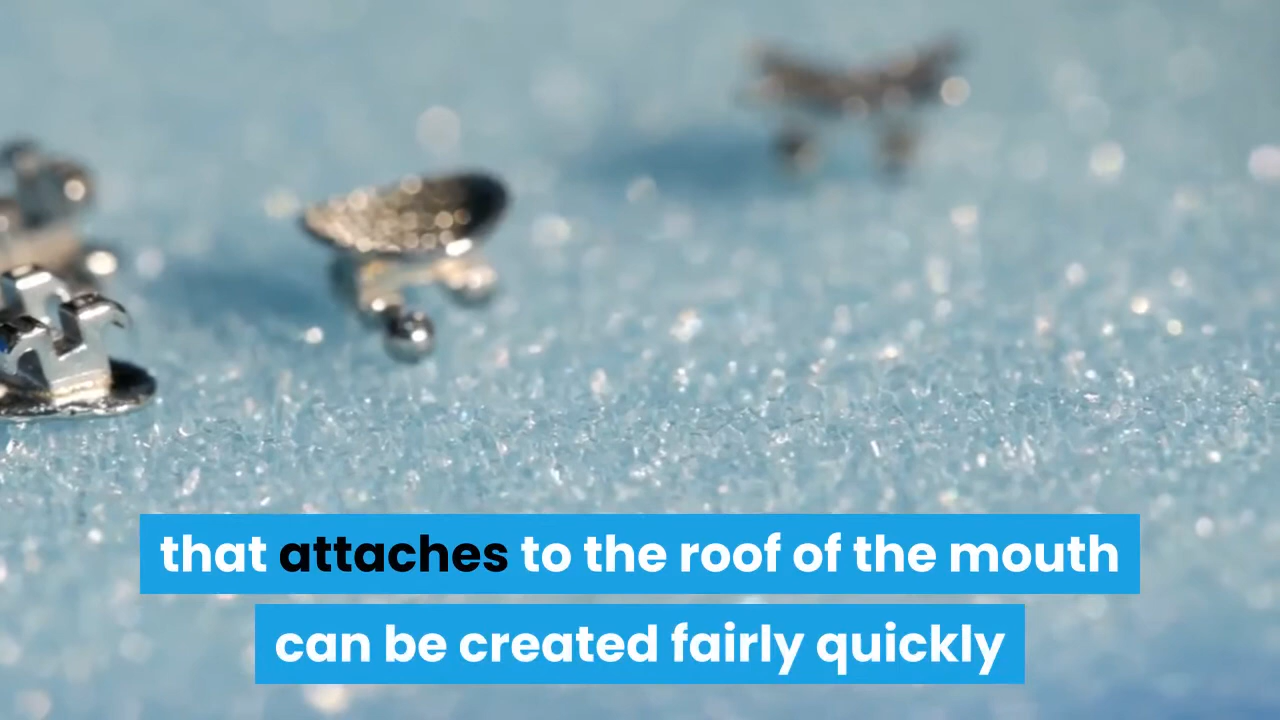 that attaches to the roof of the mouth
can be created fairly quickly